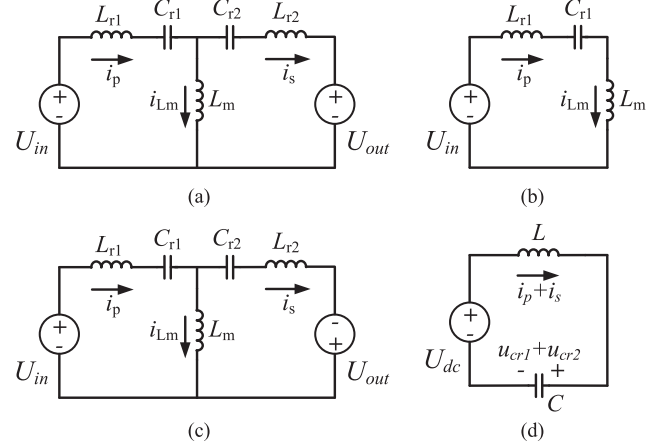 L_r1 C_r1 C_r2 L_r2
i_p i_Lm L_m i_s
+ - + -
U_in U_out
(a)
L_r1 C_r1
i_p i_Lm L_m
+ -
U_in
(b)
L_r1 C_r1 C_r2 L_r2
i_p i_Lm L_m i_s
+ - - +
U_in U_out
(c)
L
i_p+i_s
+ -
U_dc u_cr1+u_cr2
- +
C
(d)